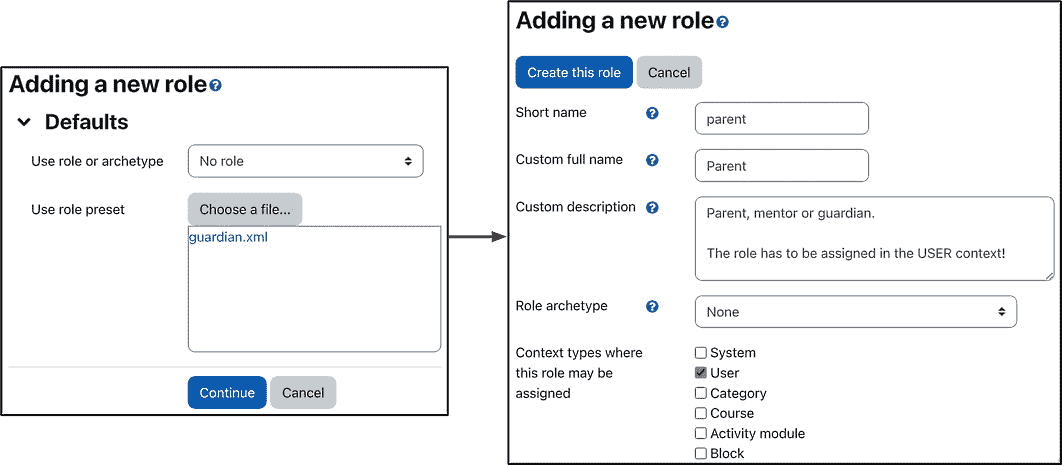 Adding a new role
Defaults
Use role or archetype
No role
Use role preset
Choose a file...
guardian.xml
Continue
Cancel
Adding a new role
Create this role
Cancel
Short name
parent
Custom full name
Parent
Custom description
Parent, mentor or guardian.
The role has to be assigned in the USER context!
Role archetype
None
Context types where
this role may be
assigned
System
User
Category
Course
Activity module
Block